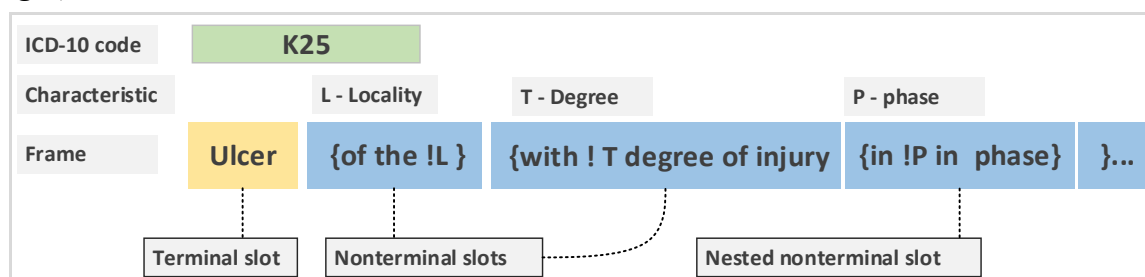 ICD-10 code K25
Characteristic L - Locality T - Degree P - phase
Frame Ulcer {of the !L } {with ! T degree of injury {in !P in phase} }...
Terminal slot Nonterminal slots Nested nonterminal slot